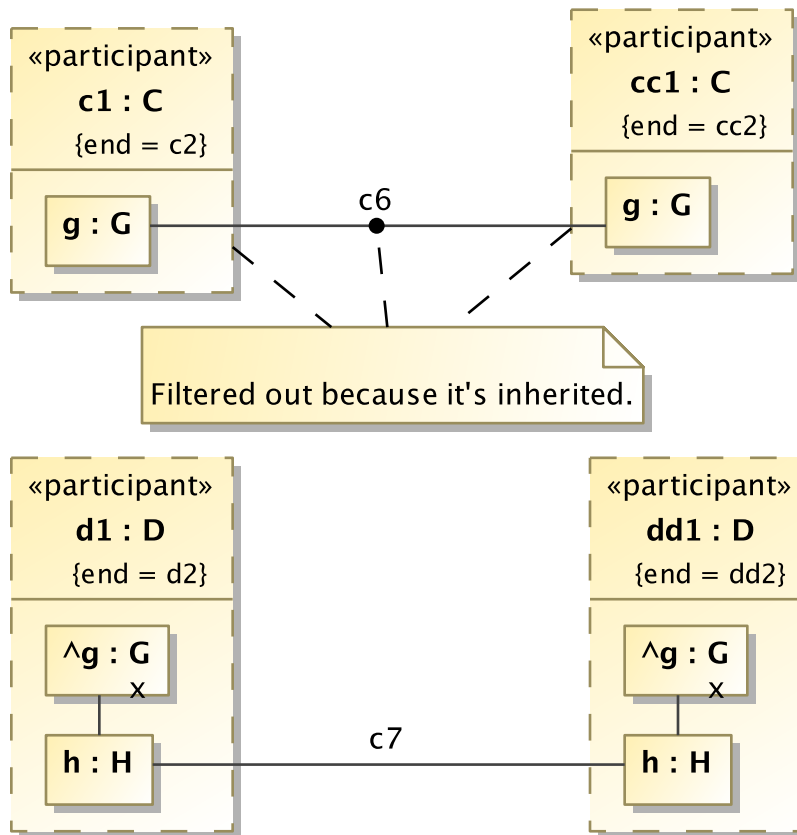 «participant»
c1 : C
{end = c2}
g : G
«participant»
cc1 : C
{end = cc2}
g : G
c6
Filtered out because it's inherited.
«participant»
d1 : D
{end = d2}
^g : G
x
h : H
«participant»
dd1 : D
{end = dd2}
^g : G
x
h : H
c7